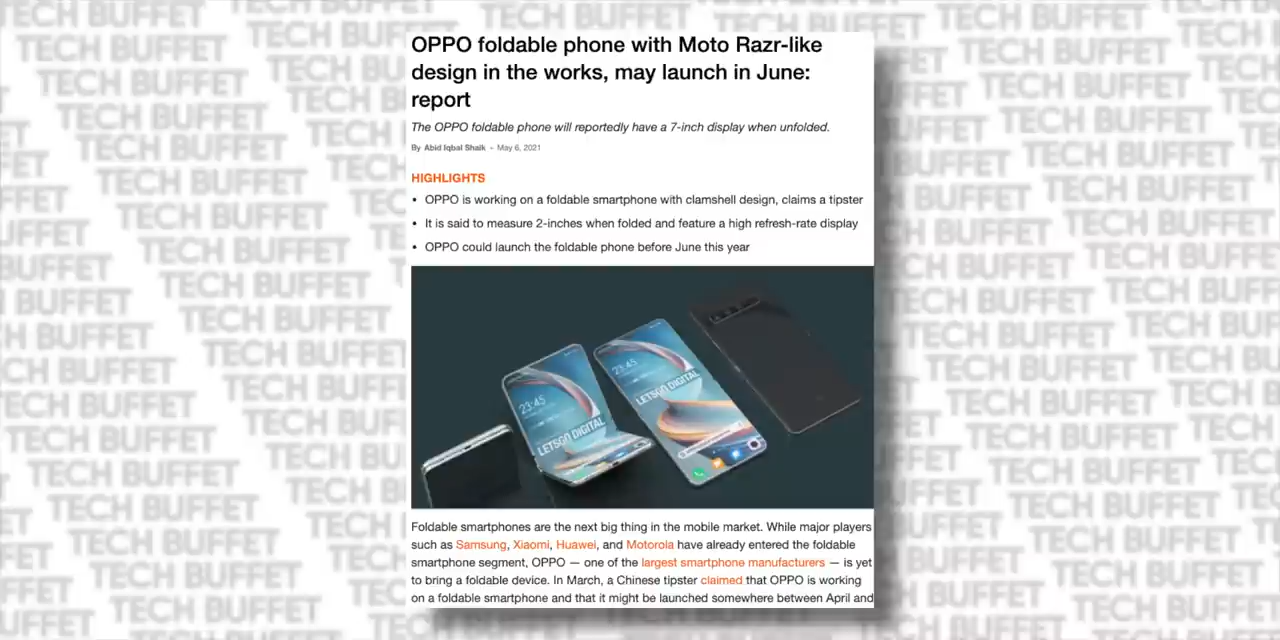 OPPO foldable phone with Moto Razr-like
design in the works, may launch in June:
report
The OPPO foldable phone will reportedly have a 7-inch display when unfolded.
By Abid Iqbal Shaik - May 6, 2021
HIGHLIGHTS
• OPPO is working on a foldable smartphone with clamshell design, claims a tipster
• It is said to measure 2-inches when folded and feature a high refresh-rate display
• OPPO could launch the foldable phone before June this year
23:45
LETSGO DIGITAL
23:45
LETSGO DIGITAL
Foldable smartphones are the next big thing in the mobile market. While major players
such as Samsung, Xiaomi, Huawei, and Motorola have already entered the foldable
smartphone segment, OPPO — one of the largest smartphone manufacturers — is yet
to bring a foldable device. In March, a Chinese tipster claimed that OPPO is working
on a foldable smartphone and that it might be launched somewhere between April and
TECH BUFFET